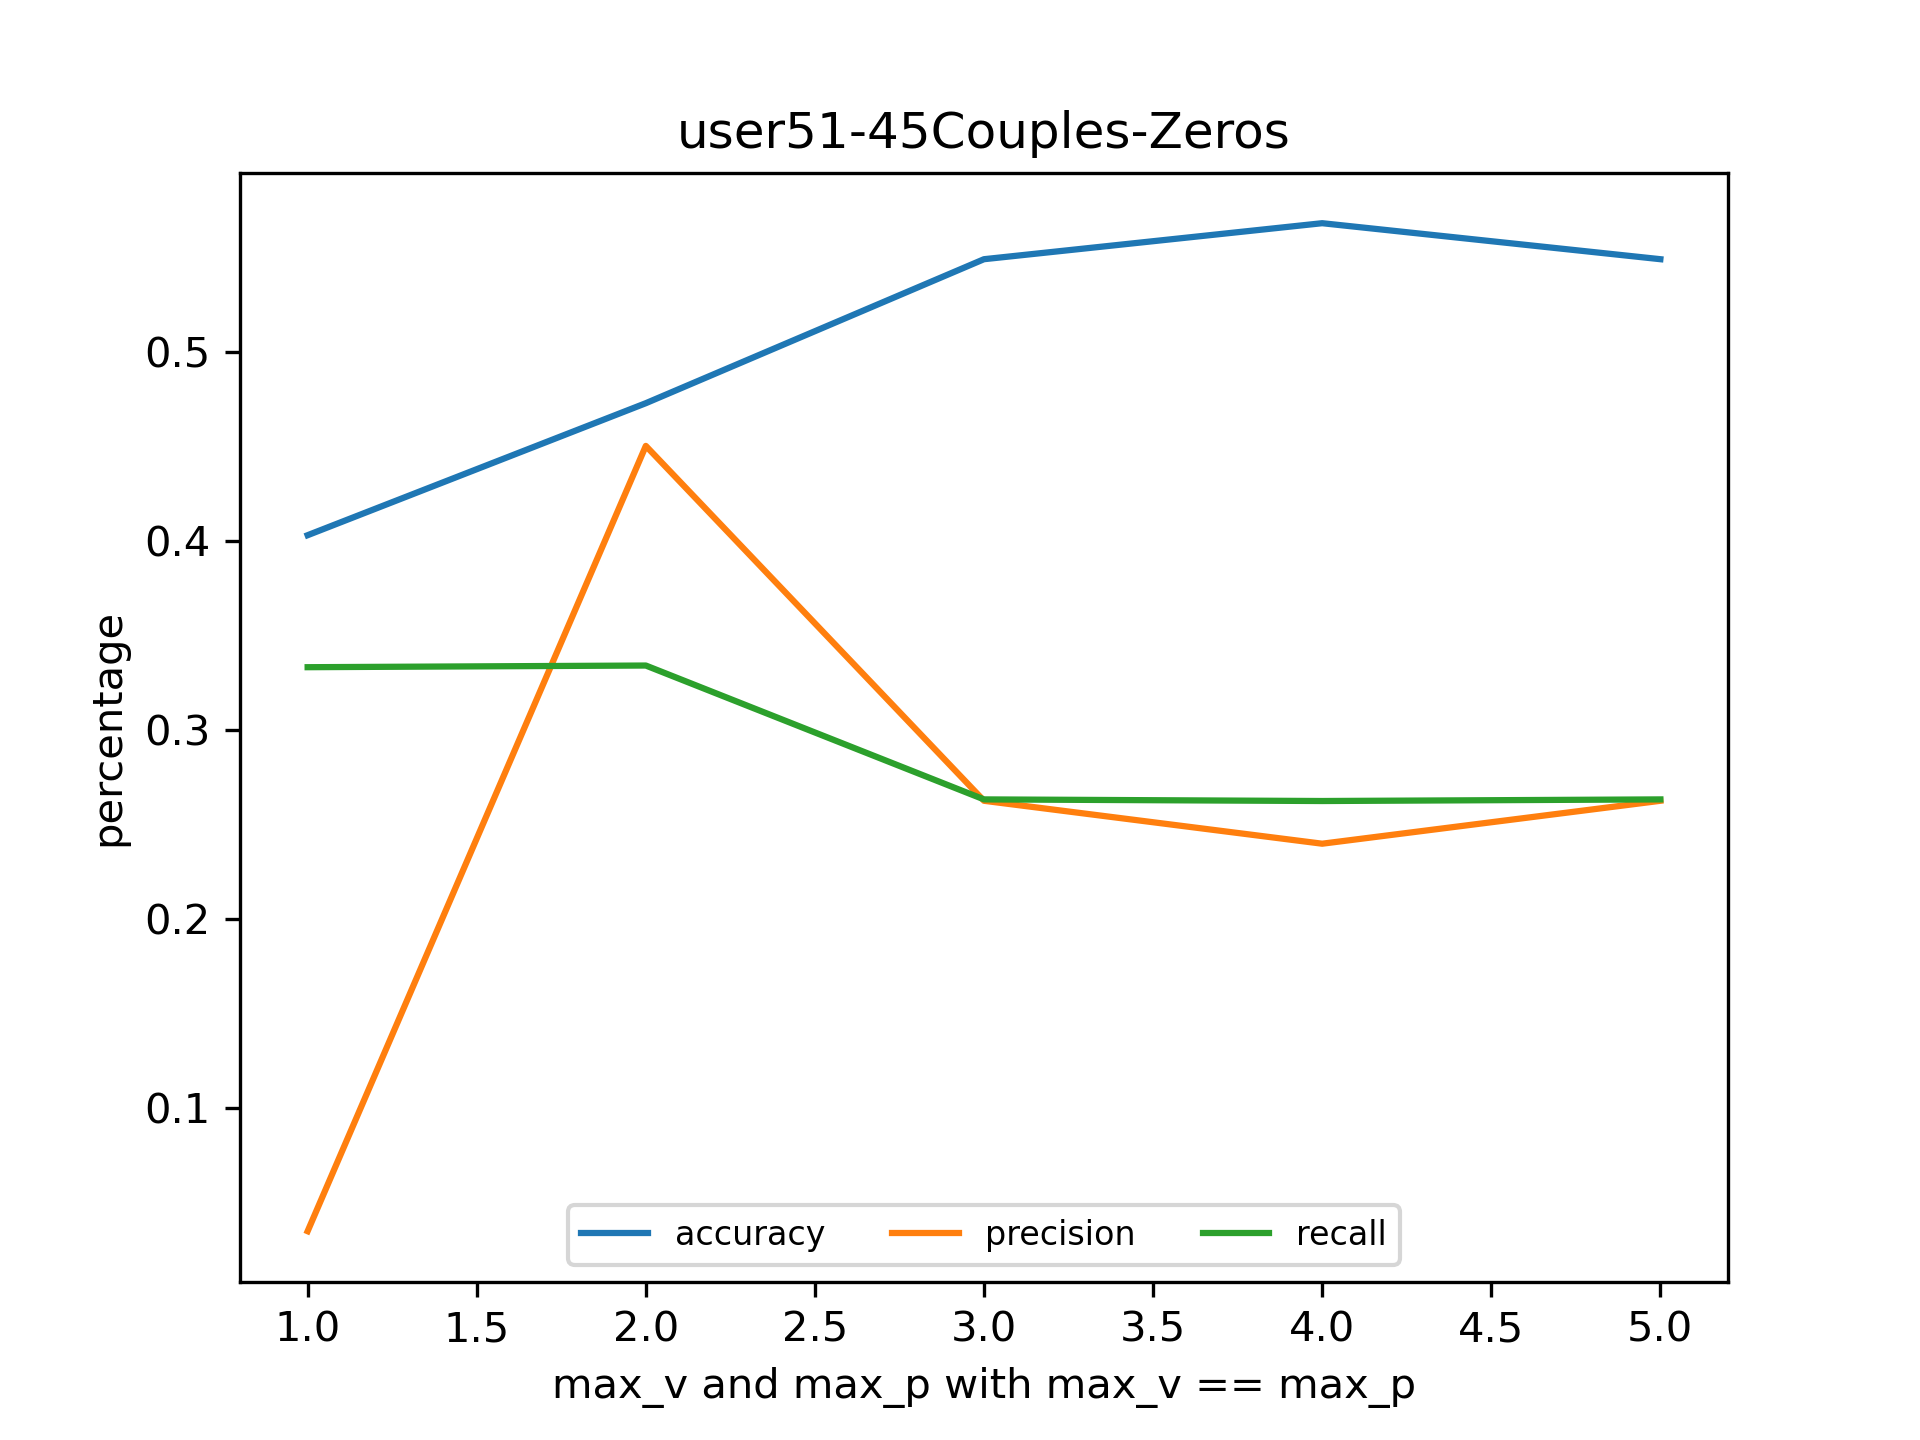 user51-45Couples-Zeros
percentage
0.5
0.4
0.3
0.2
0.1
accuracy precision recall
1.0 1.5 2.0 2.5 3.0 3.5 4.0 4.5 5.0
max_v and max_p with max_v == max_p